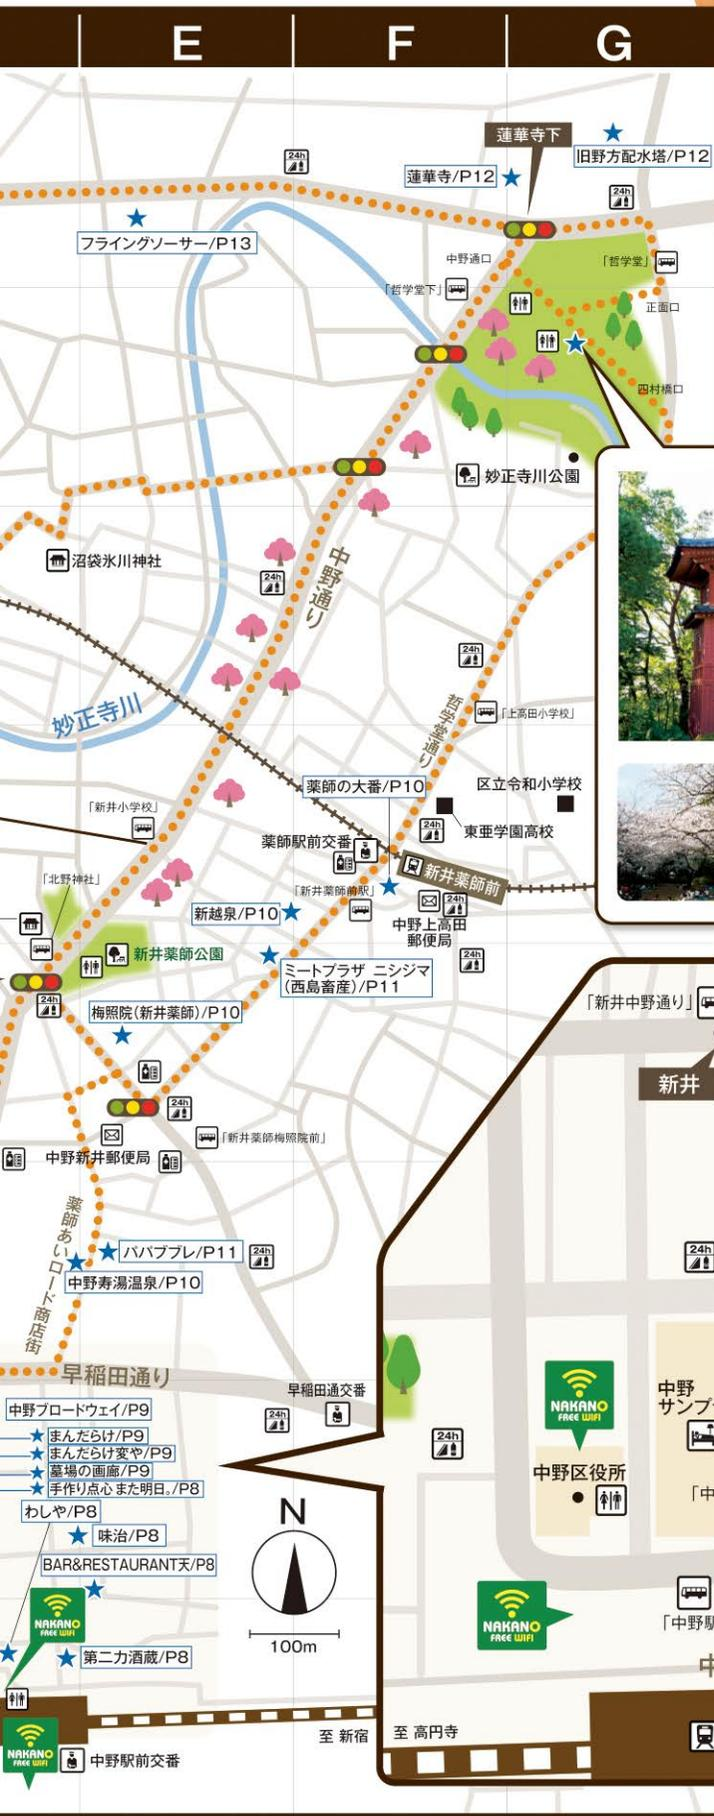 E
F
G
蓮華寺下
旧野方配水塔/P12
蓮華寺/P12
24h
24h
フライングソーサー/P13
中野通口
「哲学堂」
「哲学堂下」
正面口
四村橋口
妙正寺川公園
沼袋氷川神社
24h
中野通り
24h
妙正寺川
哲学堂通り
「上高田小学校」
薬師の大番/P10
区立令和小学校
「新井小学校」
24h
東亜学園高校
薬師駅前交番
新井薬師前
「北野神社」
「新井薬師前駅」
24h
新越泉/P10
中野上高田
郵便局
新井薬師公園
24h
ミートプラザ ニシジマ
(西島畜産)/P11
24h
梅照院(新井薬師)/P10
「新井中野通り」
新井
24h
「新井薬師梅照院前」
中野新井郵便局
薬師あいロード商店街
パパブブレ/P11
24h
24h
中野寿湯温泉/P10
早稲田通り
早稲田通交番
24h
24h
中野ブロードウェイ/P9
まんだらけ/P9
まんだらけ変や/P9
墓場の画廊/P9
手作り点心 また明日。/P8
わしや/P8
味治/P8
BAR&RESTAURANT天/P8
NAKANO
FREE WIFI
第二力酒蔵/P8
NAKANO
FREE WIFI
中野駅前交番
N
100m
至 新宿
至 高円寺
NAKANO
FREE WIFI
中野
サンプ
中野区役所
「中
NAKANO
FREE WIFI
「中野駅
中